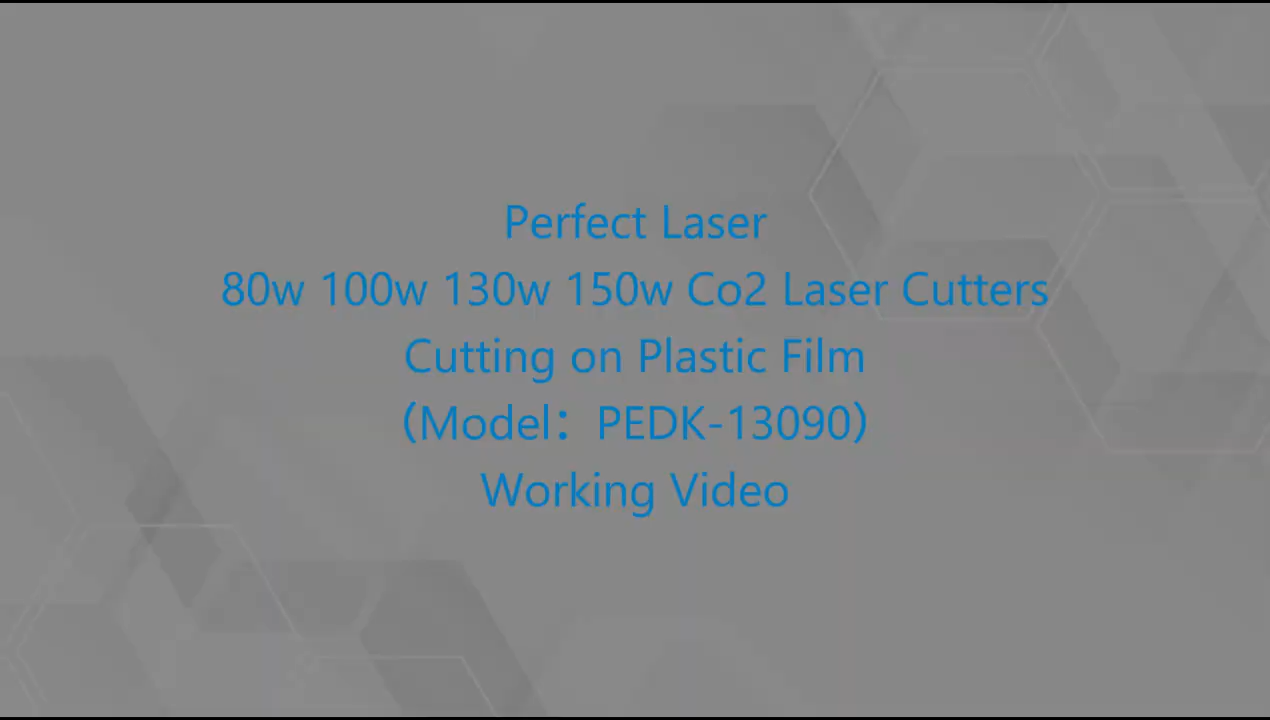 Perfect Laser
80w 100w 130w 150w Co2 Laser Cutters
Cutting on Plastic Film
（Model：PEDK-13090）
Working Video